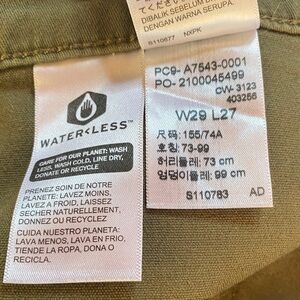 WATER<LESS™
CARE FOR OUR PLANET: WASH
LESS, WASH COLD, LINE DRY,
DONATE OR RECYCLE
PRENEZ SOIN DE NOTRE
PLANETE: LAVEZ MOINS,
LAVEZ A FROID, LAISSEZ
SECHER NATURELLEMENT,
DONNEZ OU RECYCLEZ
CUIDA NUESTRO PLANETA:
LAVA MENOS, LAVA EN FRIO,
TIENDE LA ROPA, DONA O
RECICLA.
DIBALIK SEBELUM
DAN WARNA SERUPA.
S110677 NXPK
PC9- A7543-0001
PO- 2100045499
CW- 3123
403256
W29 L27
尺码: 155/74A
호칭: 73-99
허리둘레: 73 cm
엉덩이둘레: 99 cm
S110783 AD